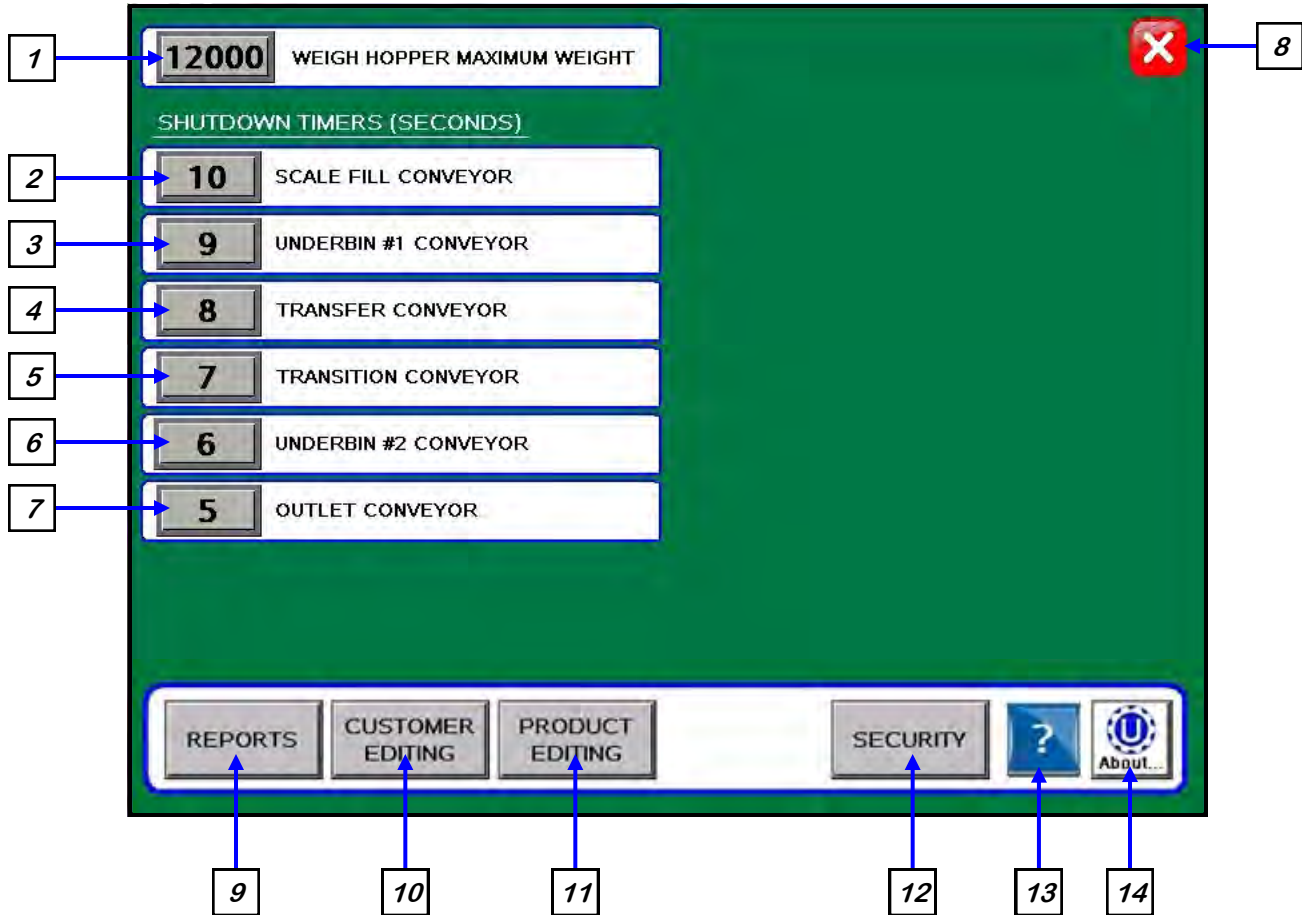 1
12000 WEIGH HOPPER MAXIMUM WEIGHT
8
SHUTDOWN TIMERS (SECONDS)
2
10 SCALE FILL CONVEYOR
3
9 UNDERBIN #1 CONVEYOR
4
8 TRANSFER CONVEYOR
5
7 TRANSITION CONVEYOR
6
6 UNDERBIN #2 CONVEYOR
7
5 OUTLET CONVEYOR
REPORTS
CUSTOMER
EDITING
PRODUCT
EDITING
SECURITY
?
U
About...
9
10
11
12
13
14